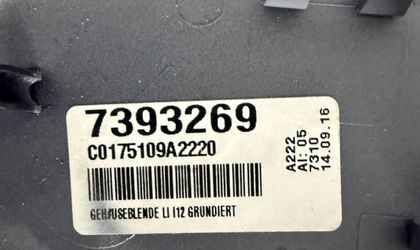 7393269
C0175109A2220
GEHÄUSEBLENDE LI I12 GRUNDIERT
A222
AI: 05
7310
14.09.16